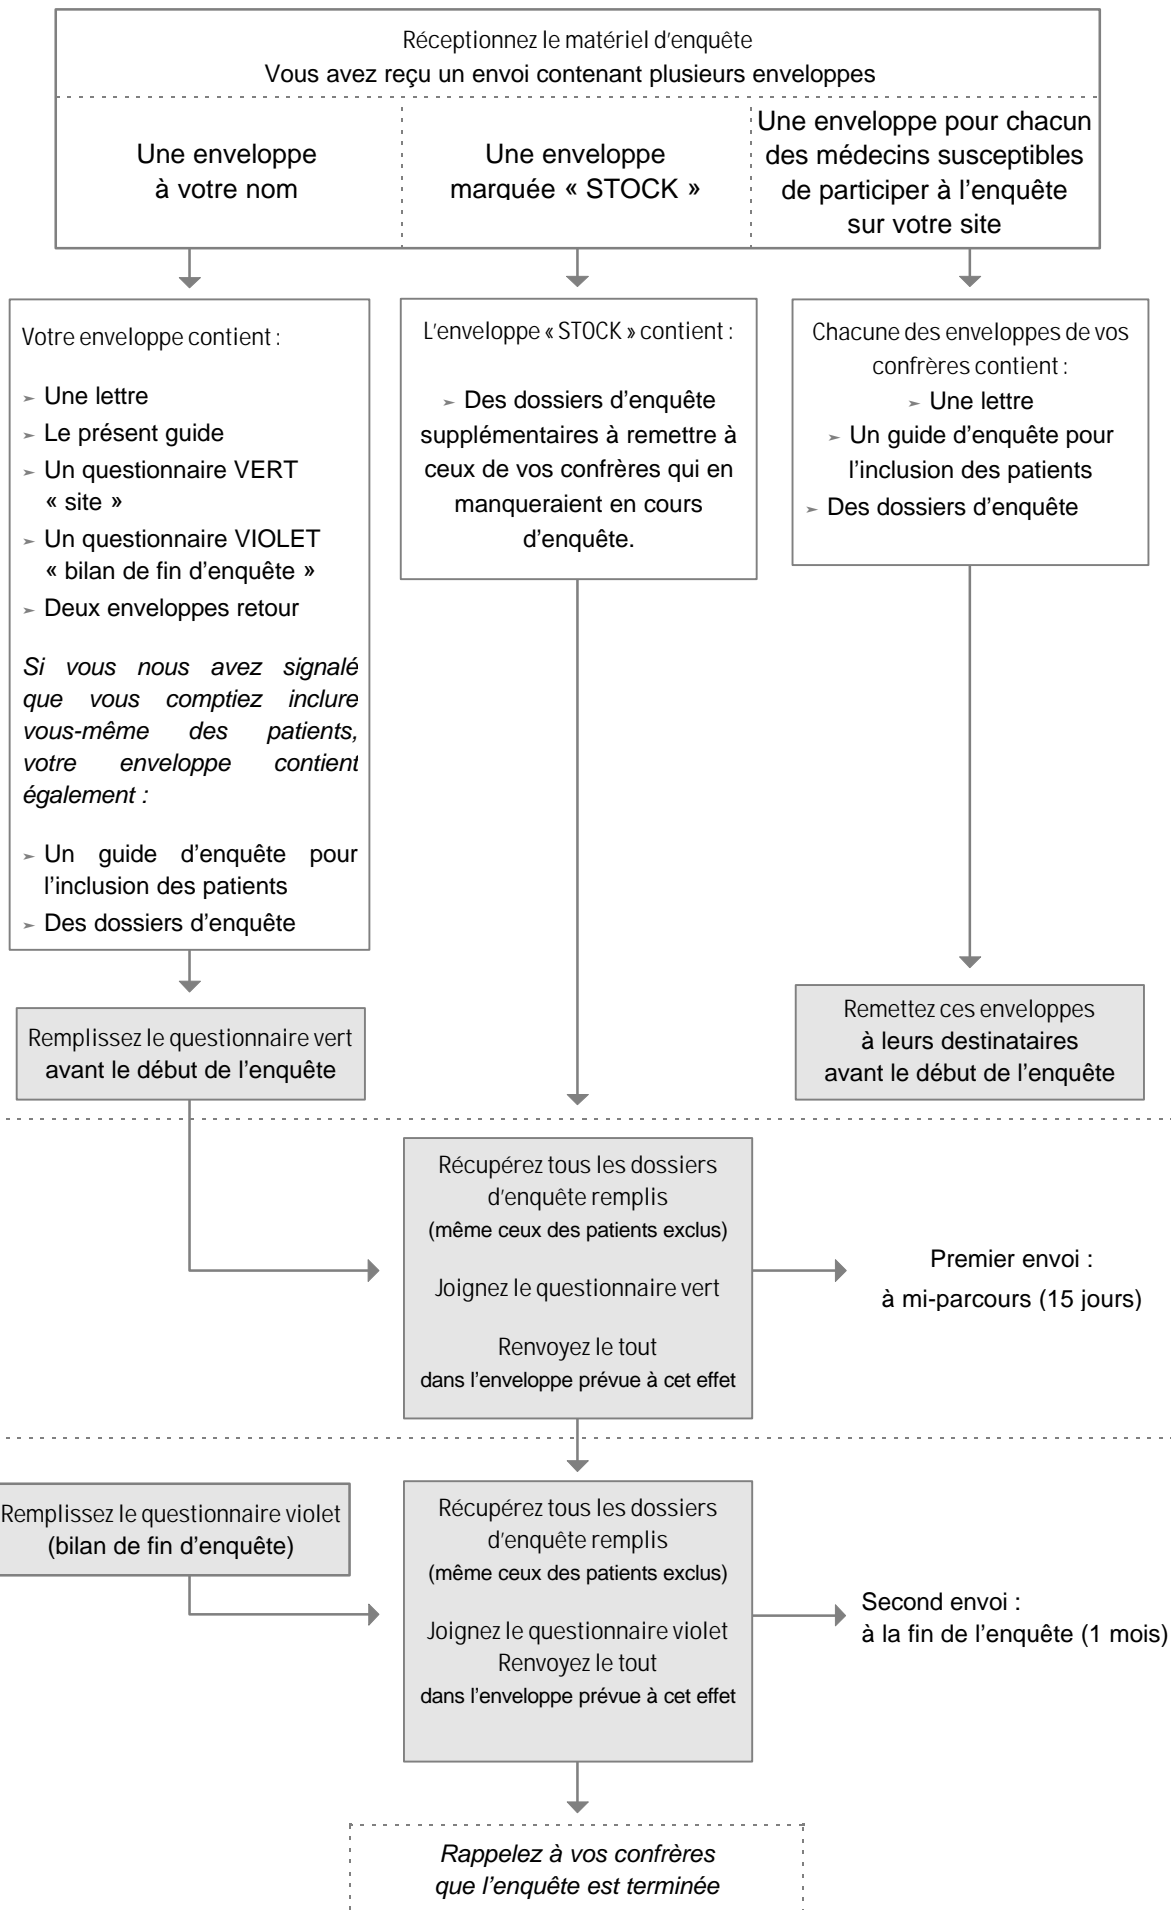 Réceptionnez le matériel d'enquête
Vous avez reçu un envoi contenant plusieurs enveloppes
Une enveloppe
à votre nom
Une enveloppe
marquée « STOCK »
Une enveloppe pour chacun
des médecins susceptibles
de participer à l'enquête
sur votre site
Votre enveloppe contient :
➢ Une lettre
➢ Le présent guide
➢ Un questionnaire VERT
« site »
➢ Un questionnaire VIOLET
« bilan de fin d'enquête »
➢ Deux enveloppes retour
Si vous nous avez signalé
que vous comptiez inclure
vous-même des patients,
votre enveloppe contient
également :
➢ Un guide d'enquête pour
l'inclusion des patients
➢ Des dossiers d'enquête
L'enveloppe « STOCK » contient :
➢ Des dossiers d'enquête
supplémentaires à remettre à
ceux de vos confrères qui en
manqueraient en cours
d'enquête.
Chacune des enveloppes de vos
confrères contient :
➢ Une lettre
➢ Un guide d'enquête pour
l'inclusion des patients
➢ Des dossiers d'enquête
Remplissez le questionnaire vert
avant le début de l'enquête
Remettez ces enveloppes
à leurs destinataires
avant le début de l'enquête
Récupérez tous les dossiers
d'enquête remplis
(même ceux des patients exclus)
Joignez le questionnaire vert
Renvoyez le tout
dans l'enveloppe prévue à cet effet
Premier envoi :
à mi-parcours (15 jours)
Remplissez le questionnaire violet
(bilan de fin d'enquête)
Récupérez tous les dossiers
d'enquête remplis
(même ceux des patients exclus)
Joignez le questionnaire violet
Renvoyez le tout
dans l'enveloppe prévue à cet effet
Second envoi :
à la fin de l'enquête (1 mois)
Rappelez à vos confrères
que l'enquête est terminée